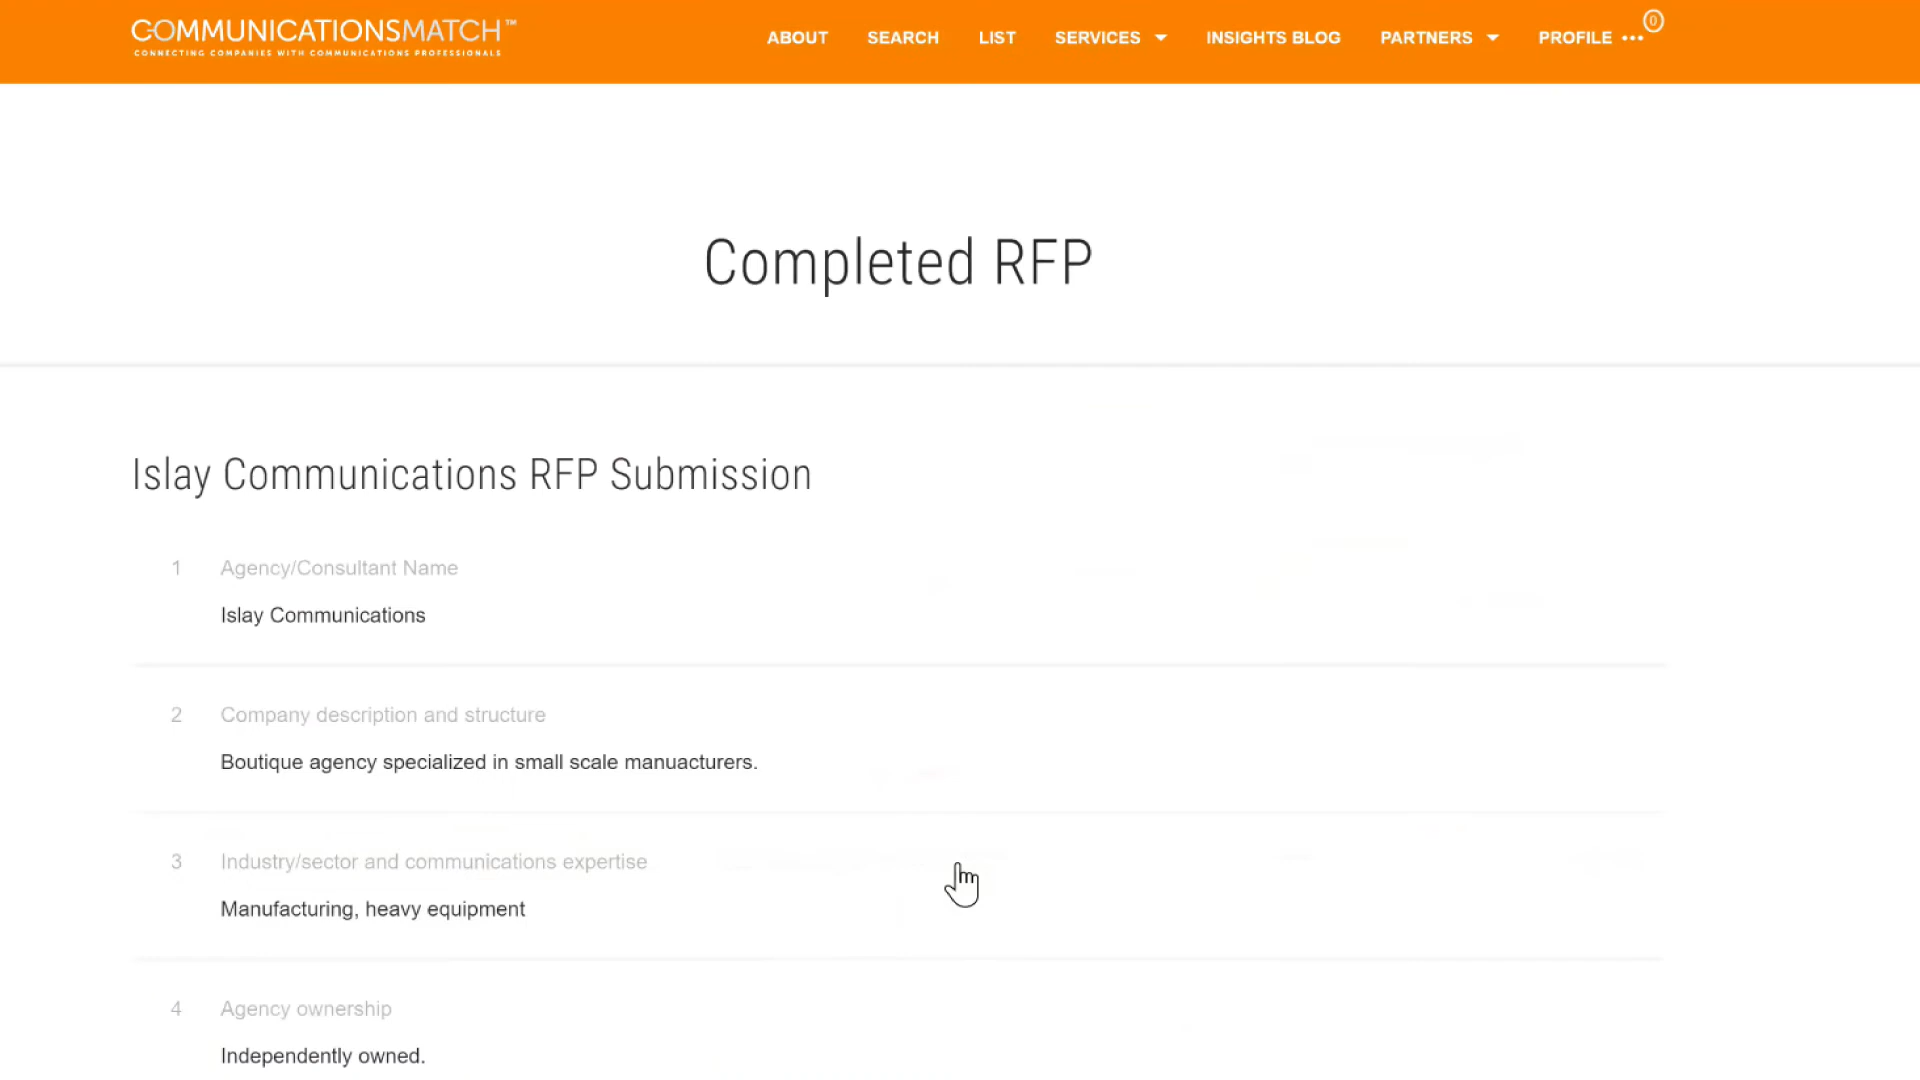 COMMUNICATIONSMATCH™
CONNECTING COMPANIES WITH COMMUNICATIONS PROFESSIONALS
ABOUT SEARCH LIST SERVICES INSIGHTS BLOG PARTNERS PROFILE ••• 0
Completed RFP
Islay Communications RFP Submission
1 Agency/Consultant Name
Islay Communications
2 Company description and structure
Boutique agency specialized in small scale manuacturers.
3 Industry/sector and communications expertise
Manufacturing, heavy equipment
4 Agency ownership
Independently owned.